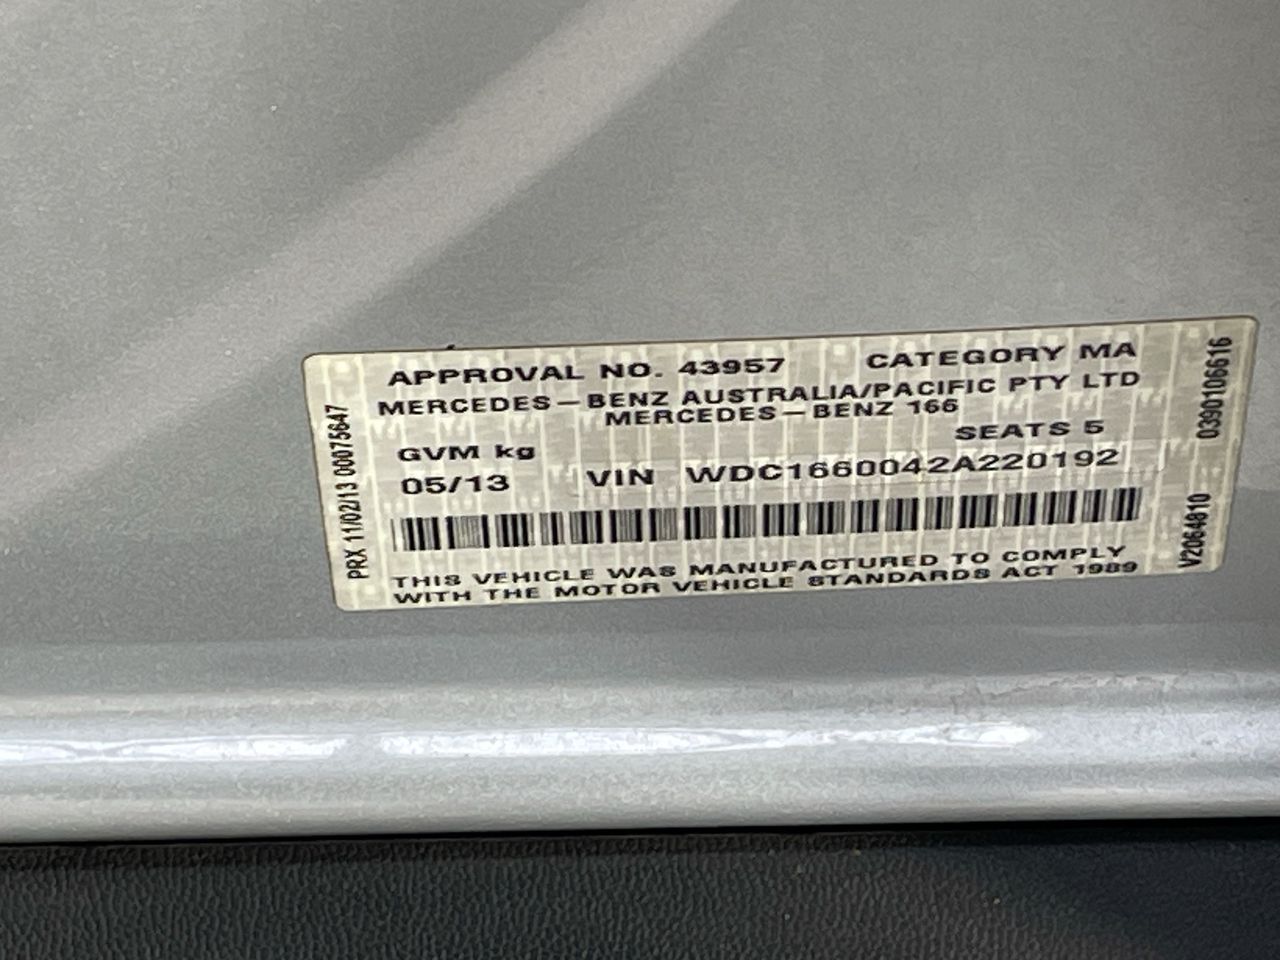 APPROVAL NO. 43957 CATEGORY MA
MERCEDES-BENZ AUSTRALIA/PACIFIC PTY LTD
MERCEDES-BENZ 166
SEATS 5
GVM kg
05/13 VIN WDC1660042A220192
THIS VEHICLE WAS MANUFACTURED TO COMPLY
WITH THE MOTOR VEHICLE STANDARDS ACT 1989
PRX 11/02/13 00075647
V2064810 0390106616